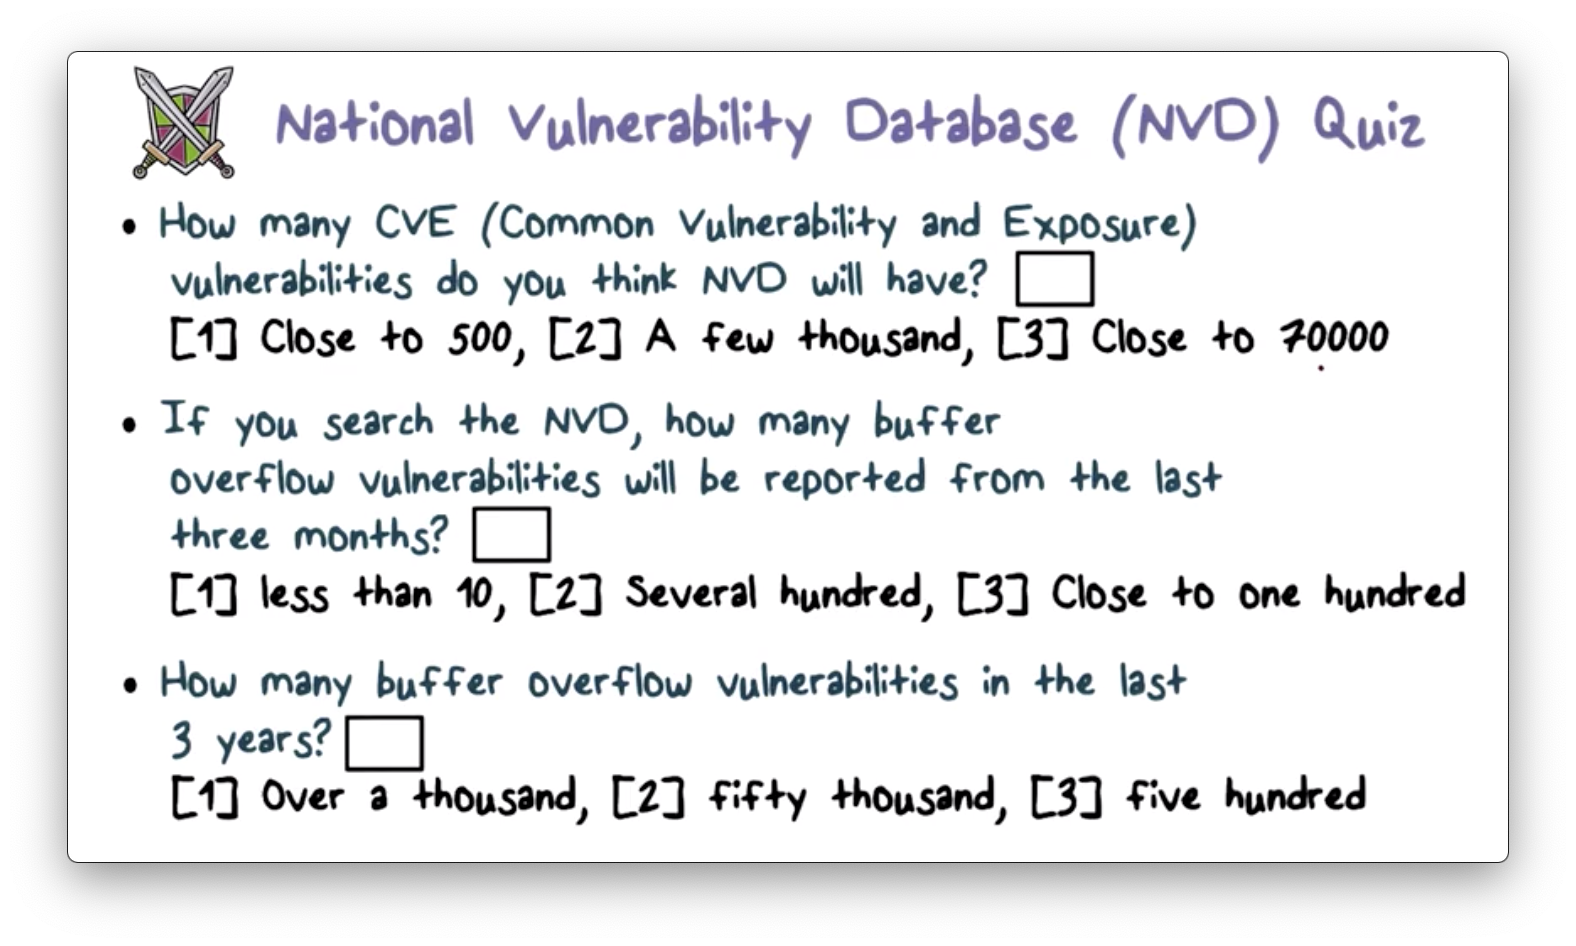 National Vulnerability Database (NVD) Quiz
• How many CVE (Common Vulnerability and Exposure)
vulnerabilities do you think NVD will have?
[1] Close to 500, [2] A few thousand, [3] Close to 70000
• If you search the NVD, how many buffer
overflow vulnerabilities will be reported from the last
three months?
[1] less than 10, [2] Several hundred, [3] Close to one hundred
• How many buffer overflow vulnerabilities in the last
3 years?
[1] Over a thousand, [2] fifty thousand, [3] five hundred